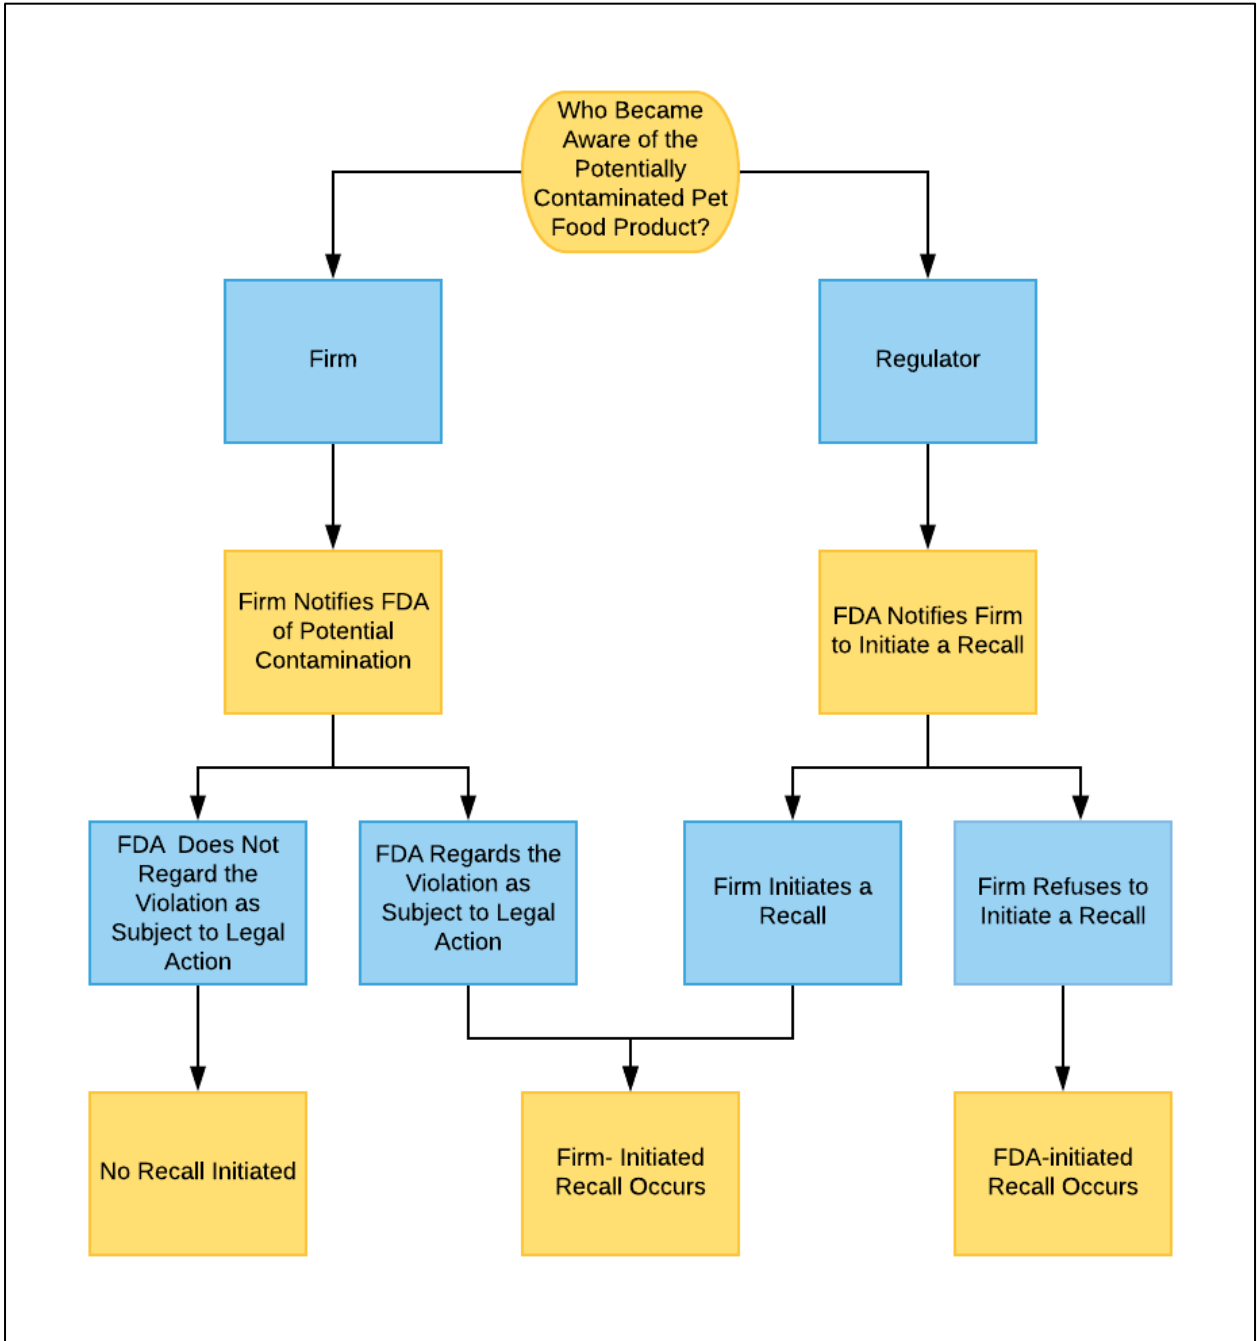 Who Became
Aware of the
Potentially
Contaminated Pet
Food Product?
Firm
Regulator
Firm Notifies FDA
of Potential
Contamination
FDA Notifies Firm
to Initiate a Recall
FDA  Does Not
Regard the
Violation as
Subject to Legal
Action
FDA Regards the
Violation as
Subject to Legal
Action
Firm Initiates a
Recall
Firm Refuses to
Initiate a Recall
No Recall Initiated
Firm- Initiated
Recall Occurs
FDA-initiated
Recall Occurs